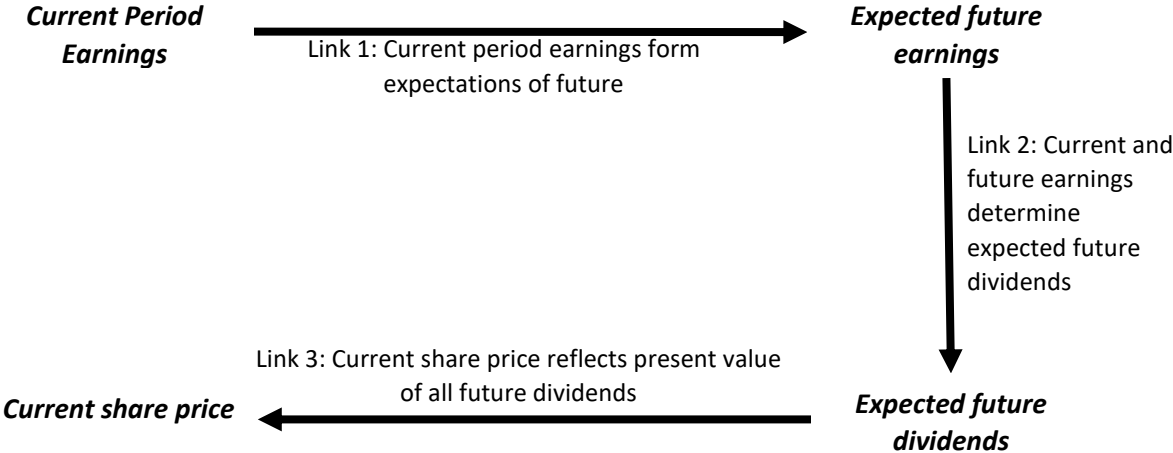 Current Period
Earnings
Link 1: Current period earnings form
expectations of future
Expected future
earnings
Link 2: Current and
future earnings
determine
expected future
dividends
Link 3: Current share price reflects present value
of all future dividends
Current share price
Expected future
dividends